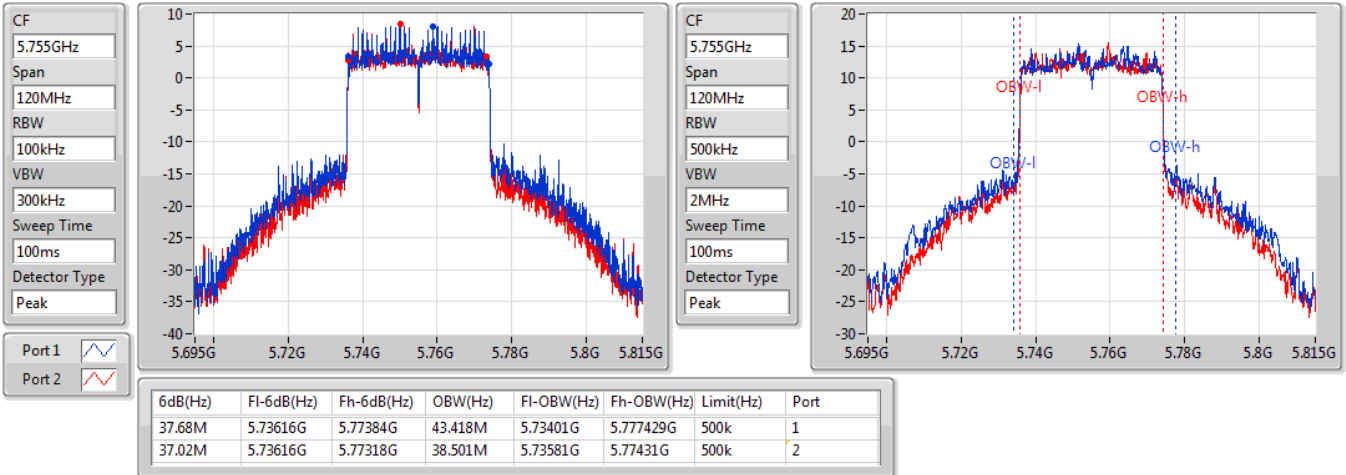 CF
5.755GHz
Span
120MHz
RBW
100kHz
VBW
300kHz
Sweep Time
100ms
Detector Type
Peak
Port 1
Port 2
10
5
0
-5
-10
-15
-20
-25
-30
-35
-40
5.695G 5.72G 5.74G 5.76G 5.78G 5.8G 5.815G
CF
5.755GHz
Span
120MHz
RBW
500kHz
VBW
2MHz
Sweep Time
100ms
Detector Type
Peak
20
15
10
5
0
-5
-10
-15
-20
-25
-30
OBW-l
OBW-h
OBW-l
OBW-h
5.695G 5.72G 5.74G 5.76G 5.78G 5.8G 5.815G
6dB(Hz) Fl-6dB(Hz) Fh-6dB(Hz) OBW(Hz) Fl-OBW(Hz) Fh-OBW(Hz) Limit(Hz) Port
37.68M 5.73616G 5.77384G 43.418M 5.73401G 5.777429G 500k 1
37.02M 5.73616G 5.77318G 38.501M 5.73581G 5.77431G 500k 2